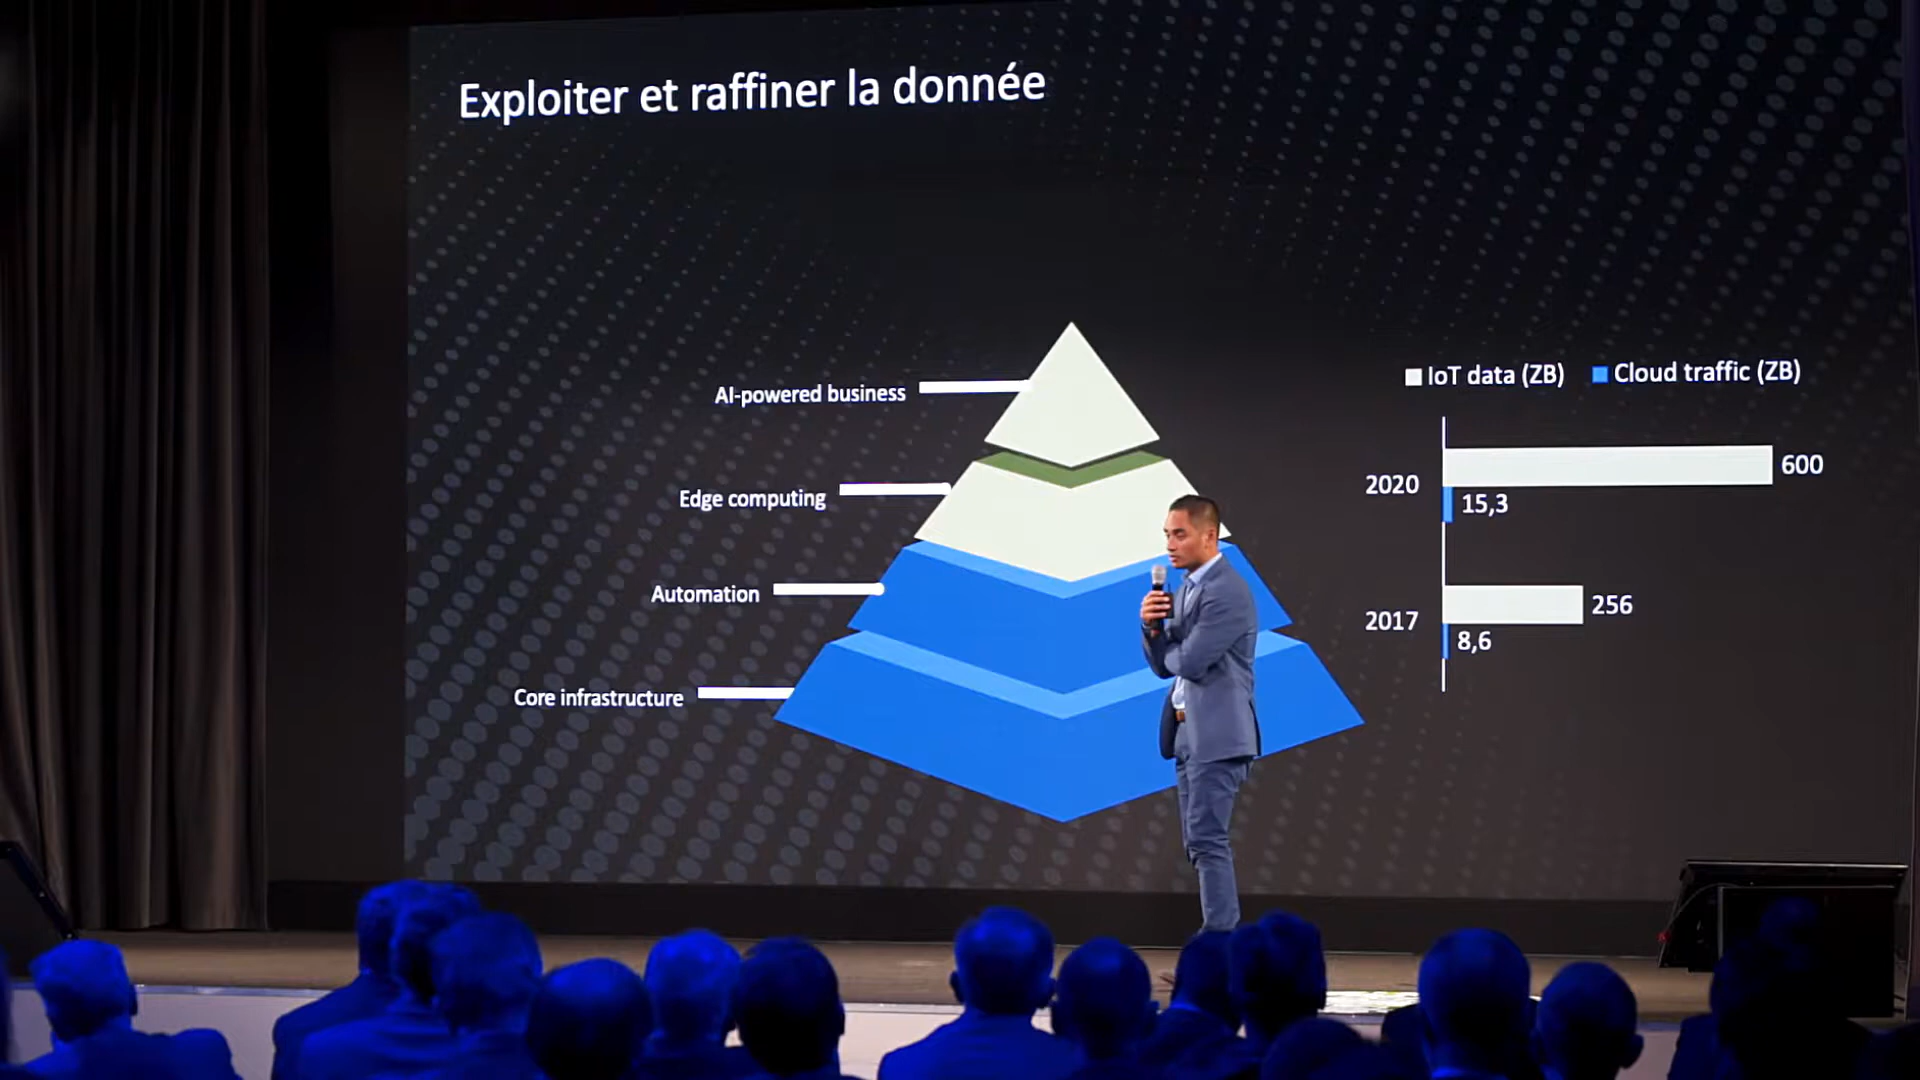 Exploiter et raffiner la donnée
AI-powered business
Edge computing
Automation
Core infrastructure
IoT data (ZB) Cloud traffic (ZB)
2020
600
15,3
2017
256
8,6